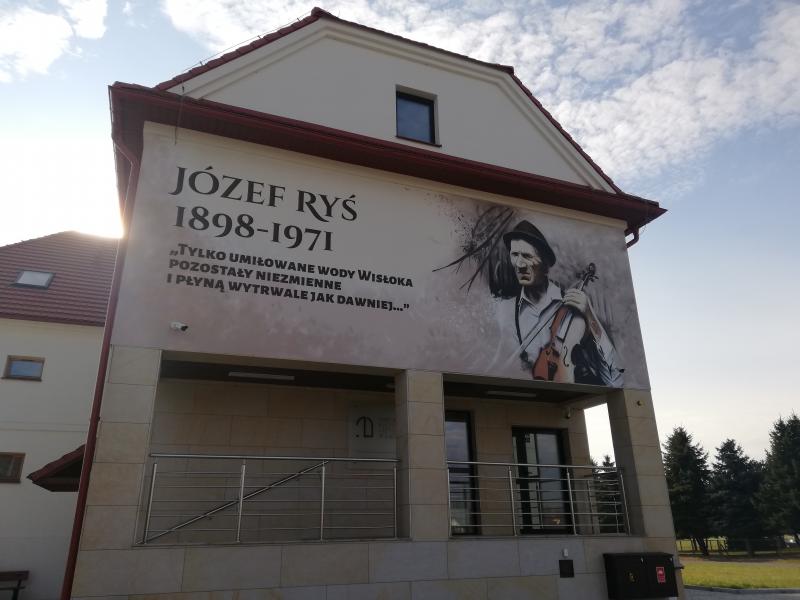 JÓZEF RYŚ
1898-1971
„Tylko umiłowane wody Wisłoka
pozostały niezmienne
i płyną wytrwale jak dawniej...”